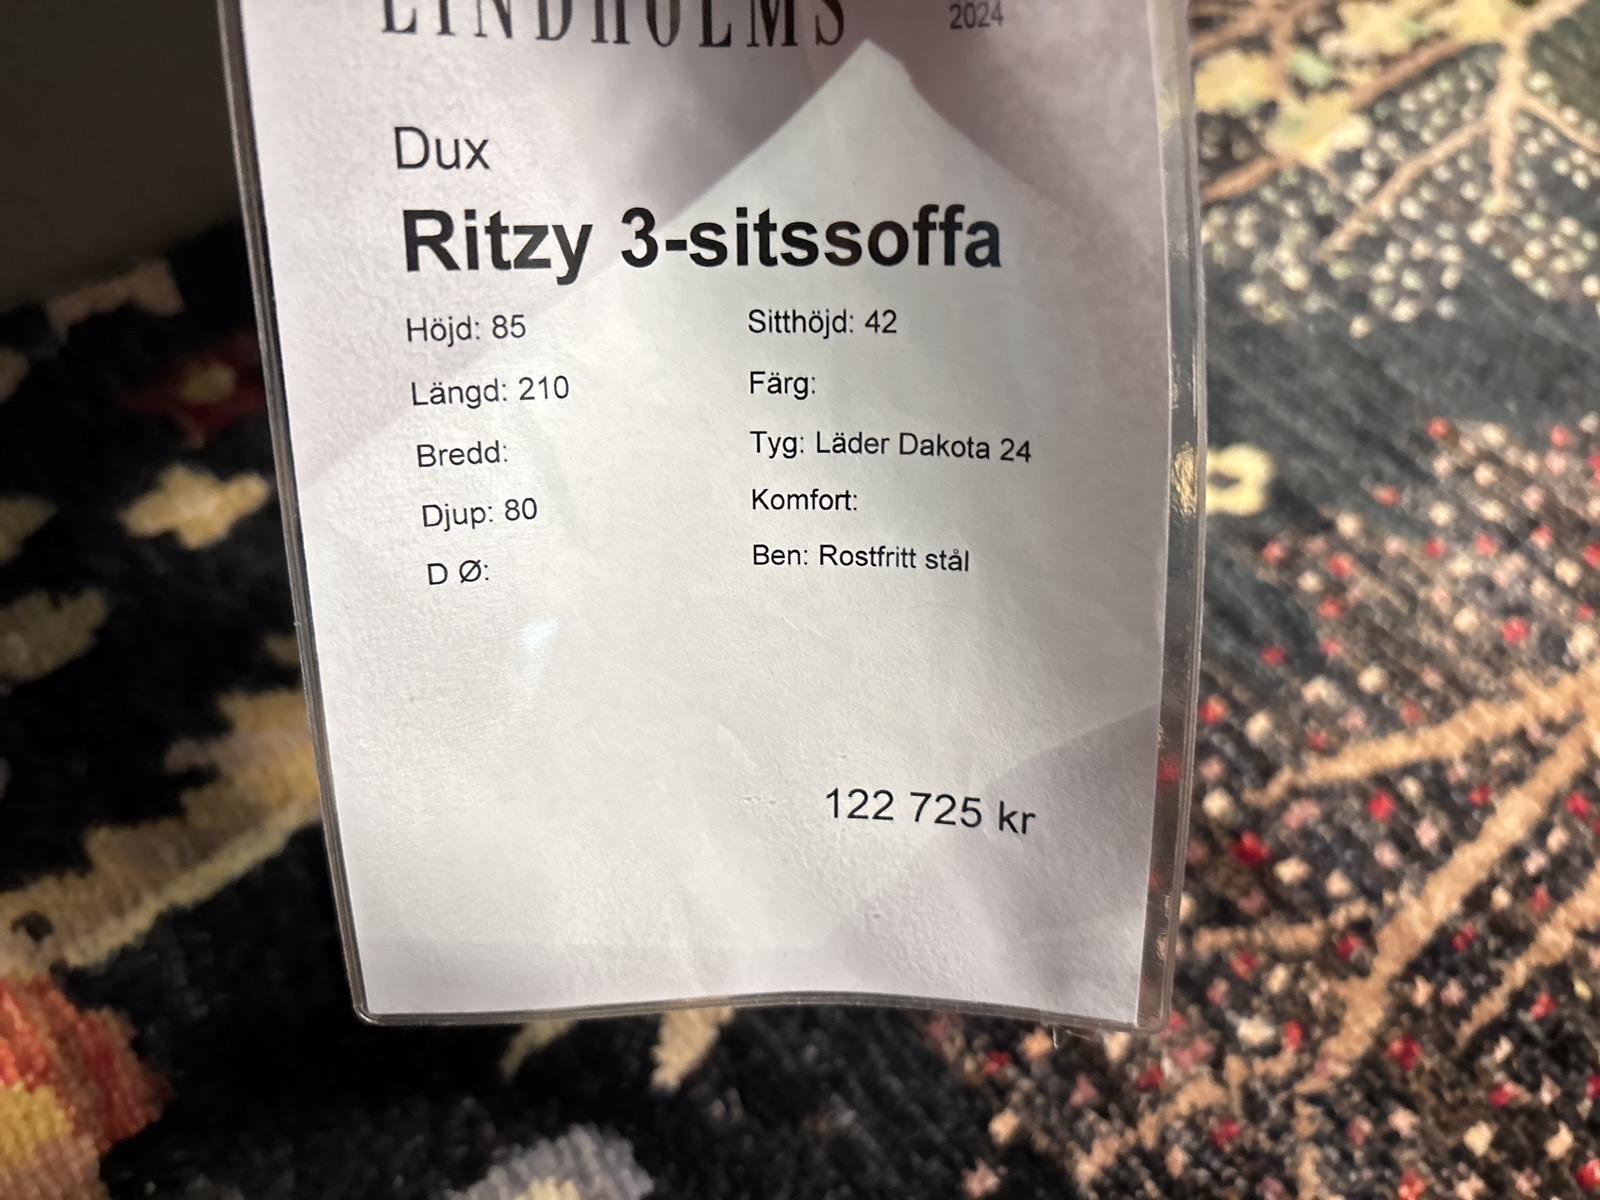 LINDHOLMS
2024
Dux
Ritzy 3-sitssoffa
Höjd: 85
Sitthöjd: 42
Längd: 210
Färg:
Bredd:
Tyg: Läder Dakota 24
Djup: 80
Komfort:
D Ø:
Ben: Rostfritt stål
122 725 kr